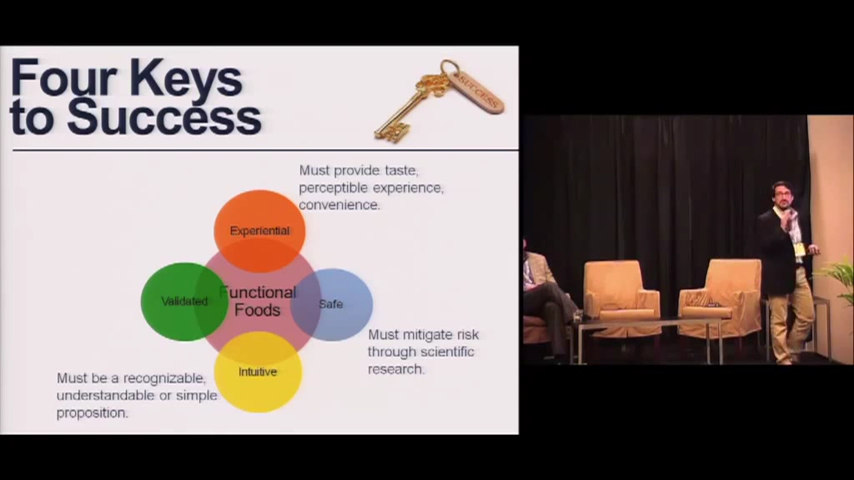 Four Keys
to Success
SUCCESS
Must provide taste,
perceptible experience,
convenience.
Experiential
Validated
Functional
Foods
Safe
Must mitigate risk
through scientific
research.
Intuitive
Must be a recognizable,
understandable or simple
proposition.